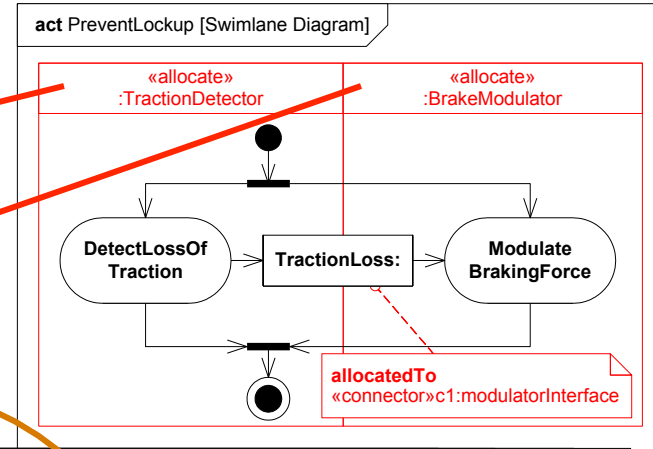 act PreventLockup [Swimlane Diagram]
«allocate»
:TractionDetector
«allocate»
:BrakeModulator
DetectLossOf
Traction
TractionLoss:
Modulate
BrakingForce
allocatedTo
«connector»c1:modulatorInterface